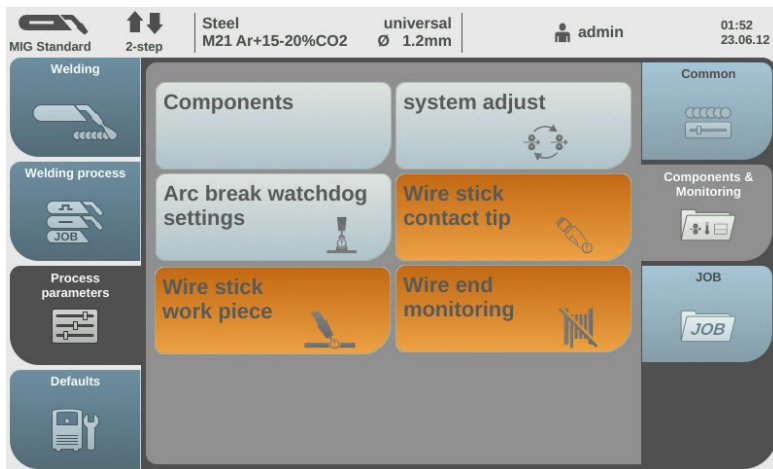 MIG Standard
2-step
Steel universal
M21 Ar+15-20%CO2 Ø 1.2mm
admin
01:52
23.06.12
Welding
Welding process
JOB
Process
parameters
Defaults
Components
system adjust
Arc break watchdog
settings
Wire stick
contact tip
Wire stick
work piece
Wire end
monitoring
Common
Components &
Monitoring
JOB
JOB